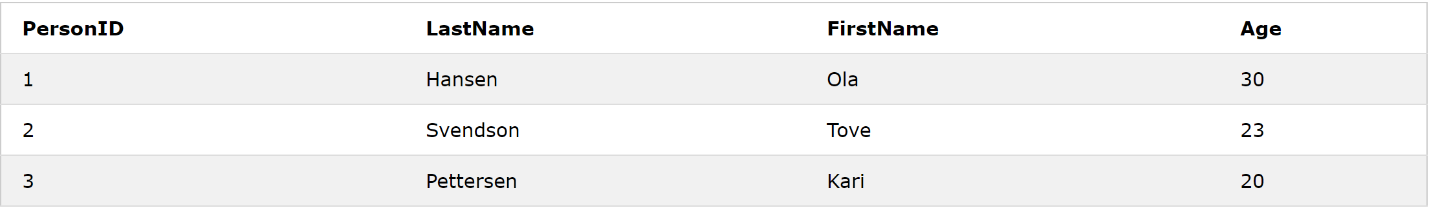 PersonID LastName FirstName Age
1 Hansen Ola 30
2 Svendson Tove 23
3 Pettersen Kari 20